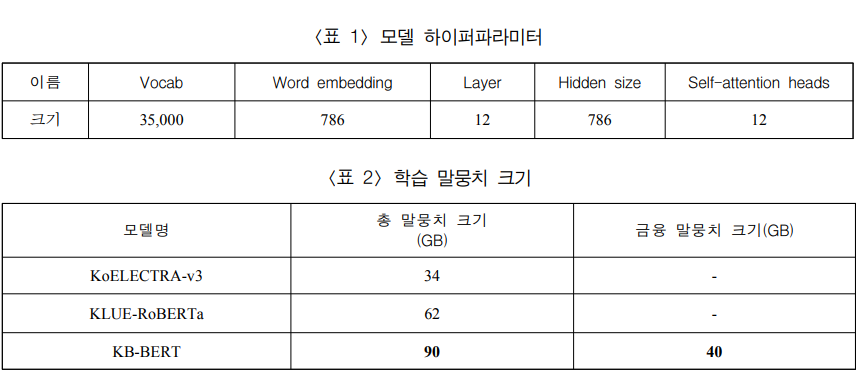 <표 1> 모델 하이퍼파라미터
이름 Vocab Word embedding Layer Hidden size Self-attention heads
크기 35,000 786 12 786 12
<표 2> 학습 말뭉치 크기
모델명 총 말뭉치 크기 (GB) 금융 말뭉치 크기(GB)
KoELECTRA-v3 34 -
KLUE-RoBERTa 62 -
KB-BERT 90 40